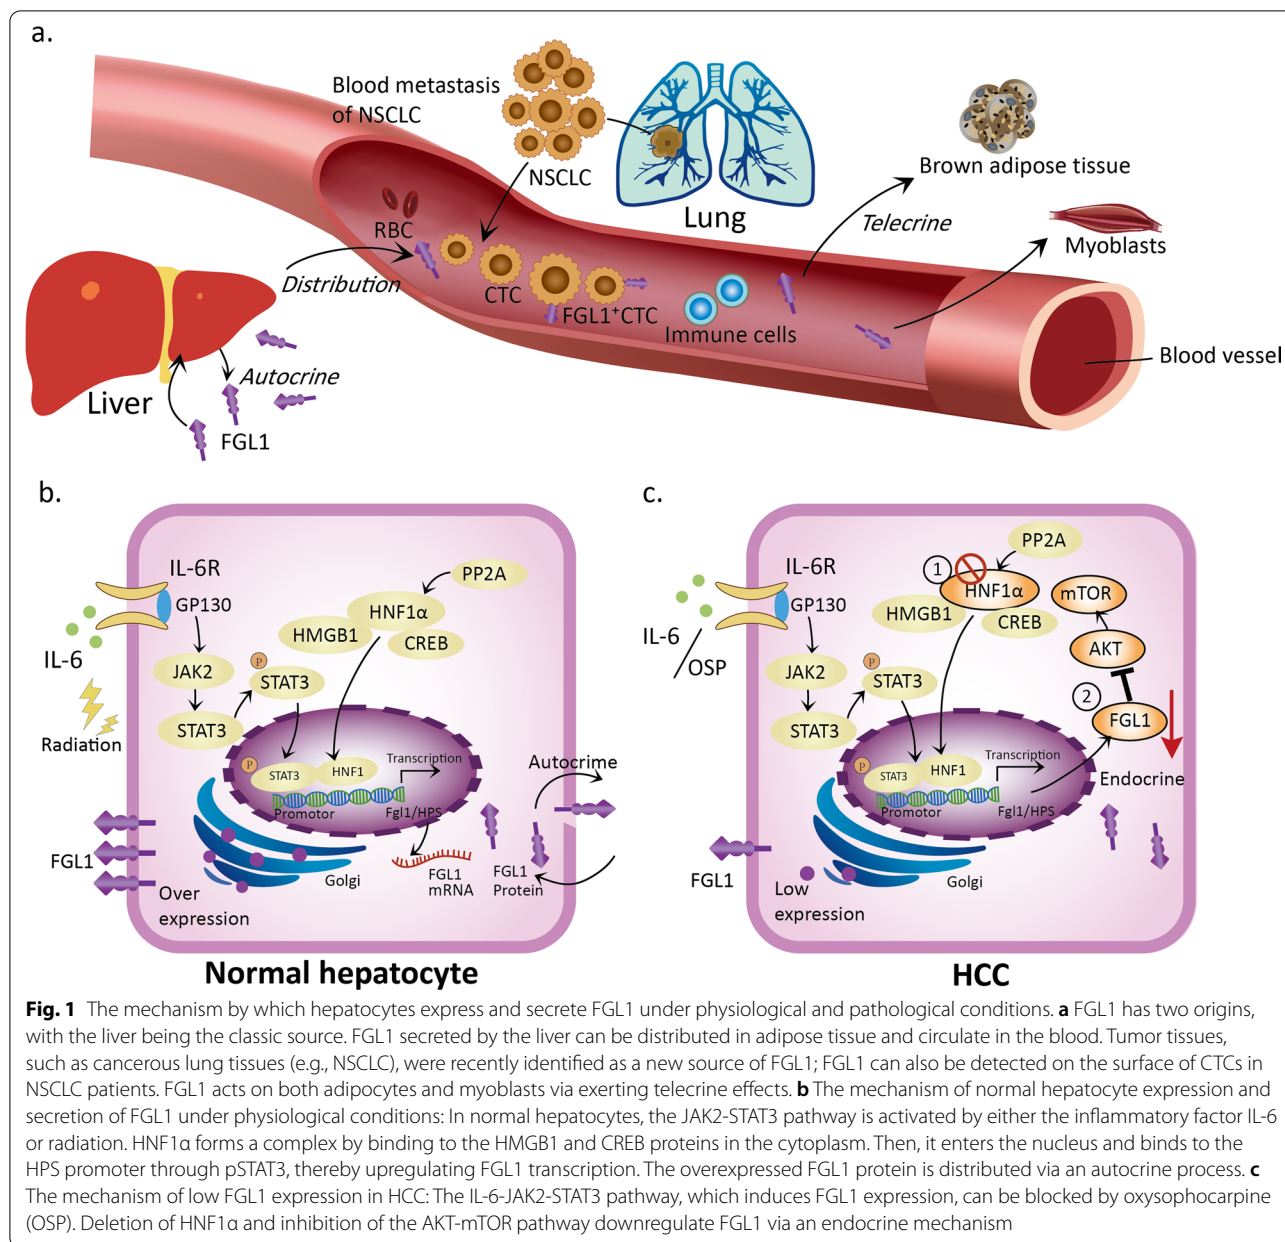 a.
Blood metastasis
of NSCLC
NSCLC
Lung
Brown adipose tissue
Telecrine
Myoblasts
RBC
Distribution
CTC
FGL1⁺CTC
Immune cells
Blood vessel
Liver
Autocrine
FGL1
b.
IL-6R
GP130
IL-6
Radiation
JAK2
STAT3
P
STAT3
PP2A
HNF1α
HMGB1
CREB
P
STAT3
HNF1
Transcription
Promotor
Fgl1/HPS
Autocrime
FGL1
Over
expression
Golgi
FGL1
mRNA
FGL1
Protein
Normal hepatocyte
c.
IL-6R
GP130
IL-6
OSP
JAK2
STAT3
P
STAT3
1
PP2A
HNF1α
HMGB1
CREB
mTOR
AKT
2
FGL1
Endocrine
P
STAT3
HNF1
Transcription
Promotor
Fgl1/HPS
FGL1
Low
expression
Golgi
HCC
Fig. 1 The mechanism by which hepatocytes express and secrete FGL1 under physiological and pathological conditions. a FGL1 has two origins,
with the liver being the classic source. FGL1 secreted by the liver can be distributed in adipose tissue and circulate in the blood. Tumor tissues,
such as cancerous lung tissues (e.g., NSCLC), were recently identified as a new source of FGL1; FGL1 can also be detected on the surface of CTCs in
NSCLC patients. FGL1 acts on both adipocytes and myoblasts via exerting telecrine effects. b The mechanism of normal hepatocyte expression and
secretion of FGL1 under physiological conditions: In normal hepatocytes, the JAK2-STAT3 pathway is activated by either the inflammatory factor IL-6
or radiation. HNF1α forms a complex by binding to the HMGB1 and CREB proteins in the cytoplasm. Then, it enters the nucleus and binds to the
HPS promoter through pSTAT3, thereby upregulating FGL1 transcription. The overexpressed FGL1 protein is distributed via an autocrine process. c
The mechanism of low FGL1 expression in HCC: The IL-6-JAK2-STAT3 pathway, which induces FGL1 expression, can be blocked by oxysophocarpine
(OSP). Deletion of HNF1α and inhibition of the AKT-mTOR pathway downregulate FGL1 via an endocrine mechanism